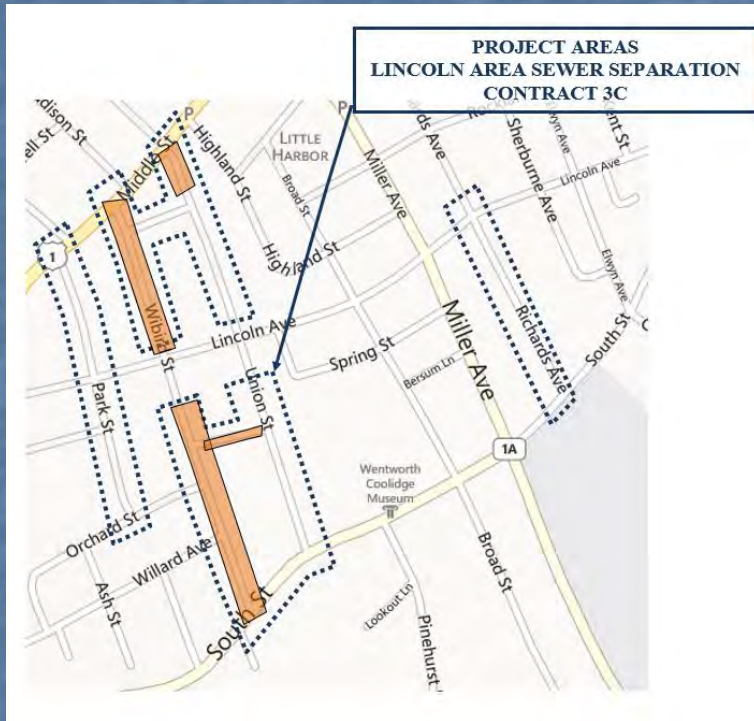 PROJECT AREAS
LINCOLN AREA SEWER SEPARATION
CONTRACT 3C
P
P
Middle St
Highland St
LITTLE
HARBOR
Broad St
Highland St
Miller Ave
Sherburne Ave
Lincoln Ave
Elwyn Ave
South St
1
Wibird St
Lincoln Ave
Spring St
Bersum Ln
Miller Ave
Richards Ave
Park St
Union St
1A
Wentworth
Coolidge
Museum
Orchard St
Willard Ave
Ash St
South St
Lookout Ln
Pinehurst
Broad St